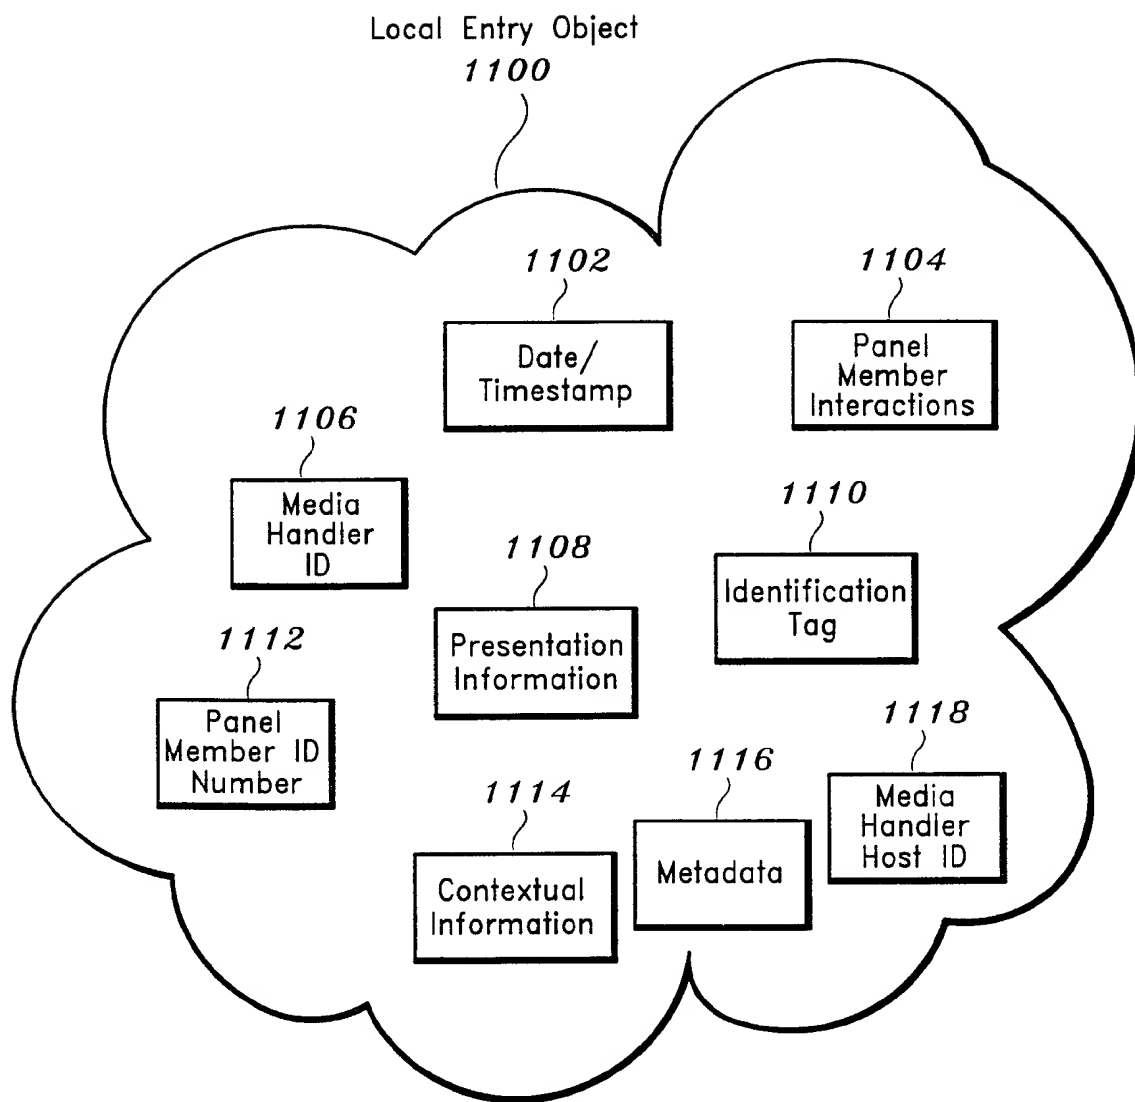 Local Entry Object
1100
1102
Date/
Timestamp
1104
Panel
Member
Interactions
1106
Media
Handler
ID
1108
Presentation
Information
1110
Identification
Tag
1112
Panel
Member ID
Number
1114
Contextual
Information
1116
Metadata
1118
Media
Handler
Host ID